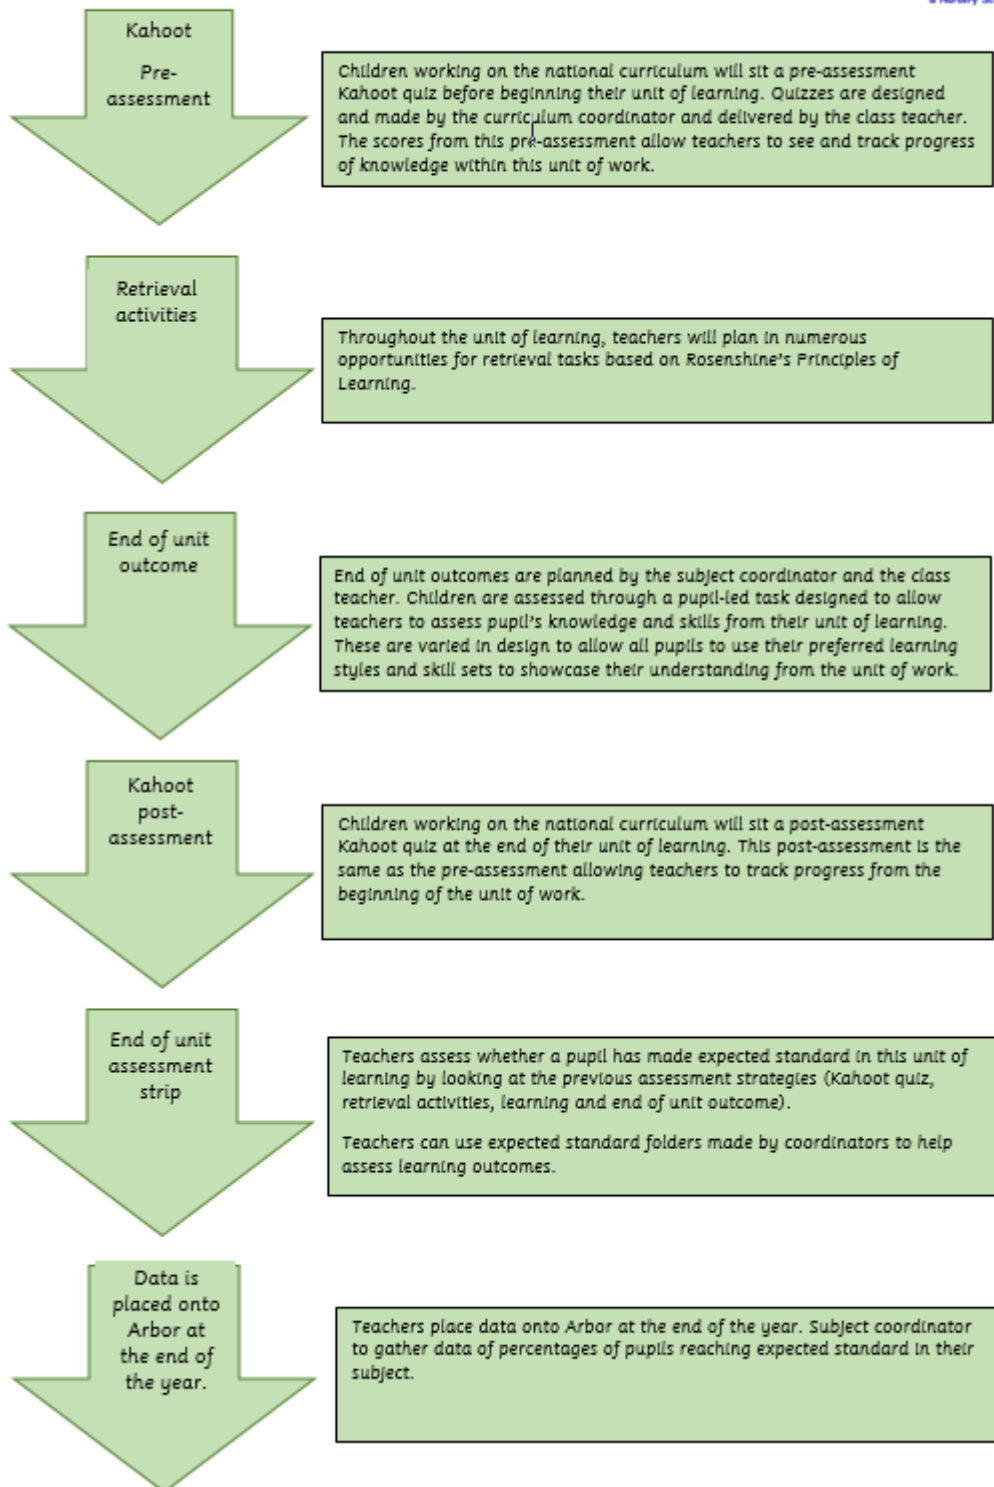 Kahoot
Pre-
assessment
Children working on the national curriculum will sit a pre-assessment
Kahoot quiz before beginning their unit of learning. Quizzes are designed
and made by the curriculum coordinator and delivered by the class teacher.
The scores from this pre-assessment allow teachers to see and track progress
of knowledge within this unit of work.
Retrieval
activities
Throughout the unit of learning, teachers will plan in numerous
opportunities for retrieval tasks based on Rosenshine's Principles of
Learning.
End of unit
outcome
End of unit outcomes are planned by the subject coordinator and the class
teacher. Children are assessed through a pupil-led task designed to allow
teachers to assess pupil's knowledge and skills from their unit of learning.
These are varied in design to allow all pupils to use their preferred learning
styles and skill sets to showcase their understanding from the unit of work.
Kahoot
post-
assessment
Children working on the national curriculum will sit a post-assessment
Kahoot quiz at the end of their unit of learning. This post-assessment is the
same as the pre-assessment allowing teachers to track progress from the
beginning of the unit of work.
End of unit
assessment
strip
Teachers assess whether a pupil has made expected standard in this unit of
learning by looking at the previous assessment strategies (Kahoot quiz,
retrieval activities, learning and end of unit outcome).
Teachers can use expected standard folders made by coordinators to help
assess learning outcomes.
Data is
placed onto
Arbor at
the end of
the year.
Teachers place data onto Arbor at the end of the year. Subject coordinator
to gather data of percentages of pupils reaching expected standard in their
subject.